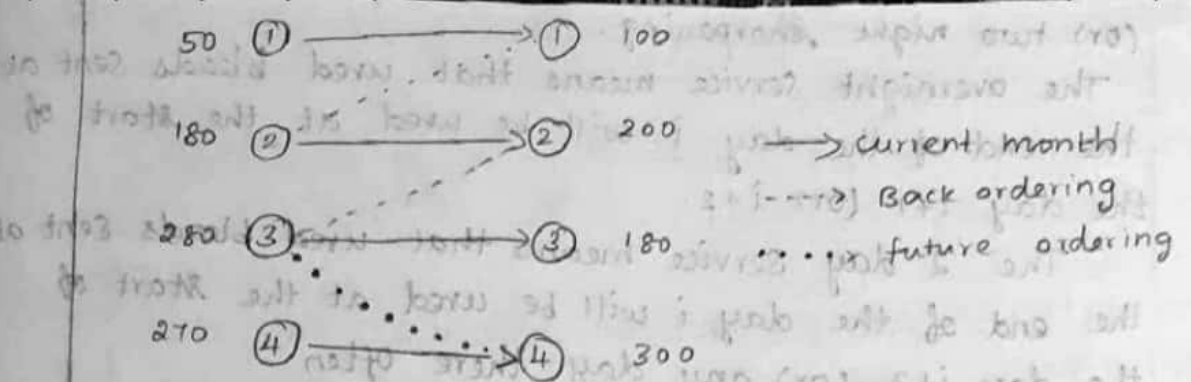 50 ① → ① 100
180 ② → ② 200 → current month
⇢ Back ordering
280 ③ → ③ 180 ....> future ordering
270 ④ → ④ 300